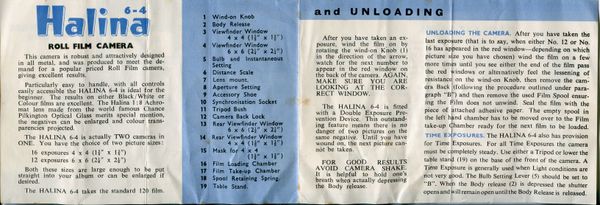 Halina 6-4
ROLL FILM CAMERA
This camera is robust and attractively designed
in all metal, and was produced to meet the de-
mand for a popular priced Roll Film camera,
giving excellent results.
Particularly easy to handle, with all controls
easily accessible the HALINA 6-4 is ideal for the
beginner. The results on either Black/White or
Colour films are excellent. The Halina 1 : 8 Achro-
mat lens made from the world famous Chance
Pilkington Optical Glass merits special mention,
the negatives can be enlarged and colour trans-
parencies projected.
The HALINA 6-4 is actually TWO cameras in
ONE. You have the choice of two picture sizes:
16 exposures 4 x 4 (1½" x 1½")
12 exposures 6 x 6 (2¼" x 2¼")
Both these sizes are large enough to be put
straight into your album or can be enlarged if
desired.
The HALINA 6-4 takes the standard 120 film.
1 Wind-on Knob
2 Body Release
3 Viewfinder Window
4 x 4 (1½" x 1½")
4 Viewfinder Window
6 x 6 (2¼" x 2¼")
5 Bulb and Instantaneous
Setting
6 Distance Scale
7 Lens mount.
8 Aperture Setting
9 Accessory Shoe
10 Synchronisation Socket
11 Tripod Bush
12 Camera Back Lock
13 Rear Viewfinder Window
6 x 6 (2¼" x 2¼")
14 Rear Viewfinder Window
4 x 4 (1½" x 1½")
15 Mask for 4 x 4
(1½" x 1½")
16 Film Loading Chamber
17 Film Take-up Chamber
18 Spool Retaining Spring.
19 Table Stand.
and UNLOADING
After you have taken an ex-
posure, wind the film on by
rotating the wind-on Knob (1)
in the direction of the arrow,
watch for the next number to
appear in the red window on
the back of the camera. AGAIN
MAKE SURE YOU ARE
LOOKING AT THE COR-
RECT WINDOW.
The HALINA 6-4 is fitted
with a Double Exposure Pre-
vention Device. This outstand-
ing feature means there is no
danger of two pictures on the
same negative. Until you have
wound on, the next picture can-
not be taken.
FOR GOOD RESULTS
AVOID CAMERA SHAKE.
It is helpful to hold one's
breath when actually depressing
the Body release.
UNLOADING THE CAMERA. After you have taken the
last exposure (that is to say, when either No. 12 or No.
16 has appeared in the red window—depending on which
picture size you have chosen) wind the film on a few
more times until you see either the end of the film pass
the red windows or alternatively feel the lessening of
resistance in the wind-on Knob, then remove the cam-
era Back (following the procedure outlined under para-
graph "B") and then remove the used Film Spool ensur-
ing the film does not unwind. Seal the film with the
piece of attached adhesive paper. The empty spool in
the left hand chamber has to be moved over to the Film
take-up Chamber ready for the next film to be loaded.
TIME EXPOSURES. The HALINA 6-4 also has provision
for Time Exposures. For all Time Exposures the camera
must be completely steady. Use either a Tripod or lower the
table stand (19) on the base of the front of the camera. A
Time Exposure is generally used when Light conditions are
not very good. The Bulb Setting Lever (5) should be set to
"B". When the Body release (2) is depressed the shutter
opens and will remain open until the Body Release is released.